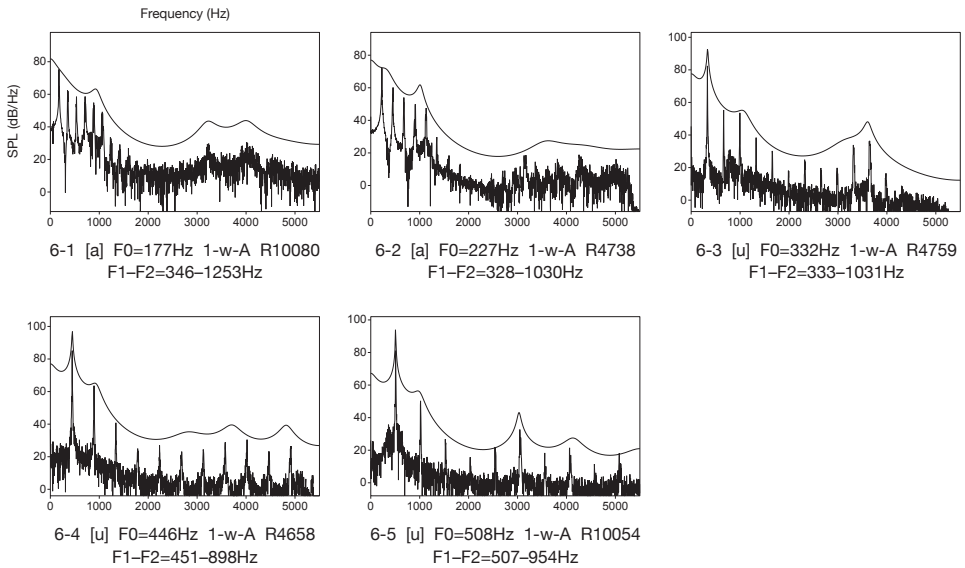 Frequency (Hz)
SPL (dB/Hz)
80
60
40
20
0
0 1000 2000 3000 4000 5000
80
60
40
20
0
0 1000 2000 3000 4000 5000
100
80
60
40
20
0
0 1000 2000 3000 4000 5000
6-1 [a] F0=177Hz 1-w-A R10080
F1–F2=346–1253Hz
6-2 [a] F0=227Hz 1-w-A R4738
F1–F2=328–1030Hz
6-3 [u] F0=332Hz 1-w-A R4759
F1–F2=333–1031Hz
100
80
60
40
20
0
0 1000 2000 3000 4000 5000
100
80
60
40
20
0
0 1000 2000 3000 4000 5000
6-4 [u] F0=446Hz 1-w-A R4658
F1–F2=451–898Hz
6-5 [u] F0=508Hz 1-w-A R10054
F1–F2=507–954Hz